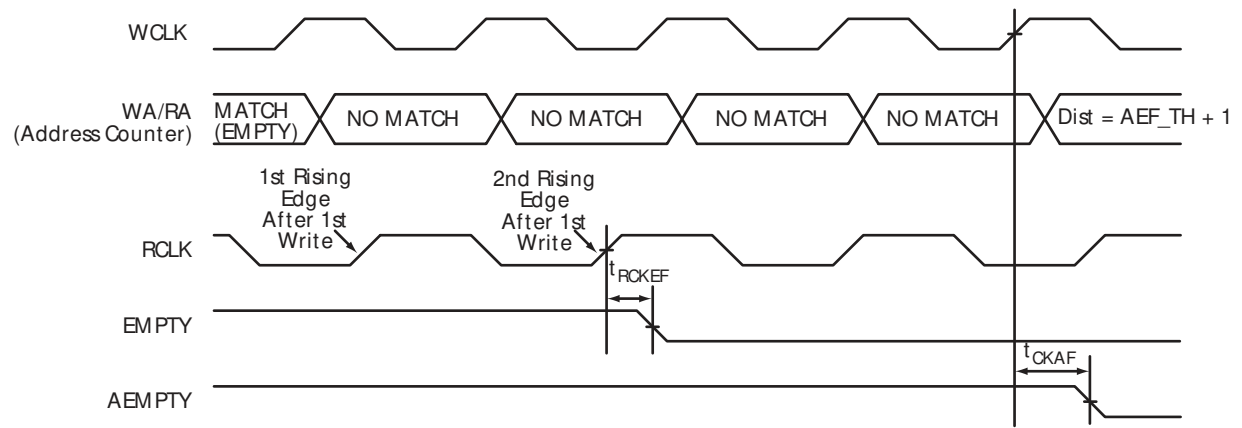 WCLK
WA/RA
(Address Counter)
MATCH
(EMPTY)
NO MATCH
NO MATCH
NO MATCH
NO MATCH
Dist = AEF_TH + 1
1st Rising
Edge
After 1st
Write
2nd Rising
Edge
After 1st
Write
RCLK
tRCKEF
EMPTY
tCKAF
AEMPTY